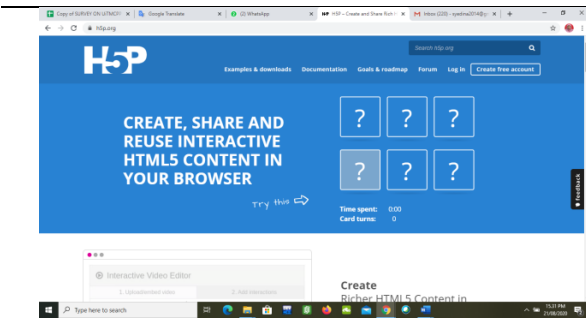 Copy of SURVEY ON UiTMOF
Google Translate
(2) WhatsApp
H5P – Create and Share Rich H
Inbox (220) - syedina2014@y
h5p.org
Search h5p.org
H5P
Examples & downloads Documentation Goals & roadmap Forum Log in Create free account
CREATE, SHARE AND
REUSE INTERACTIVE
HTML5 CONTENT IN
YOUR BROWSER
Try this
? ? ?
? ? ?
Time spent: 0:00
Card turns: 0
Feedback
Interactive Video Editor
1. Upload/embed video 2. Add interactions
Create
Richer HTML5 Content in
Type here to search
15:31 PM
21/08/2020